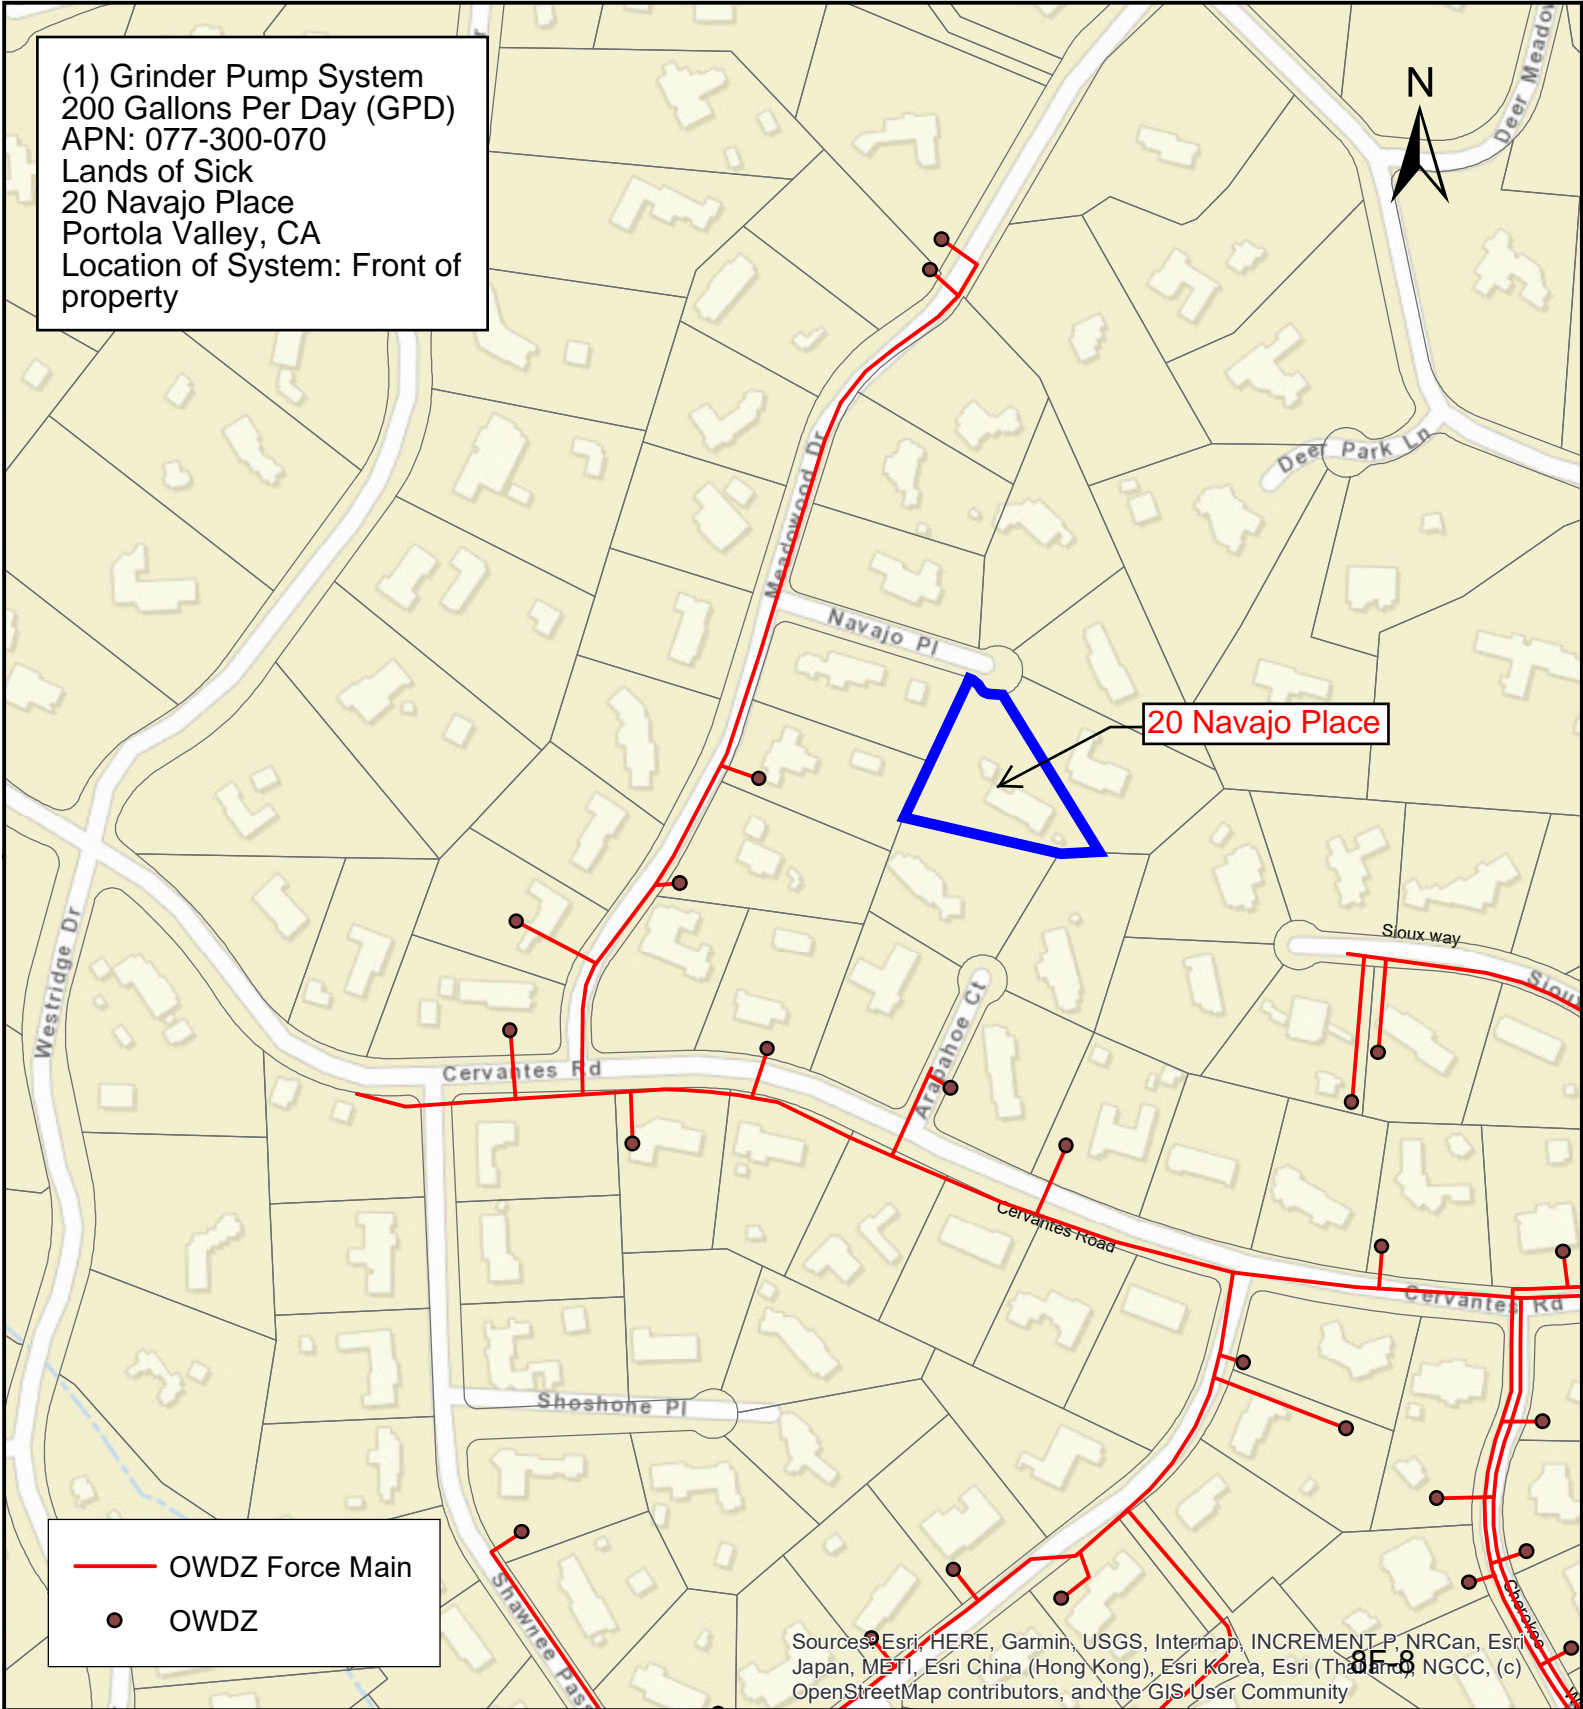 (1) Grinder Pump System
200 Gallons Per Day (GPD)
APN: 077-300-070
Lands of Sick
20 Navajo Place
Portola Valley, CA
Location of System: Front of
property
N
Deer Meadow
Deer Park Ln
Meadowood Dr
Navajo Pl
20 Navajo Place
Westridge Dr
Sioux way
Sioux
Arapahoe Ct
Cervantes Rd
Cervantes Road
Cervantes Rd
Shoshone Pl
Shawnee Pass
Cherokee
OWDZ Force Main
OWDZ
Sources: Esri, HERE, Garmin, USGS, Intermap, INCREMENT P, NRCan, Esri
Japan, METI, Esri China (Hong Kong), Esri Korea, Esri (Thailand), NGCC, (c)
OpenStreetMap contributors, and the GIS User Community
8F-8